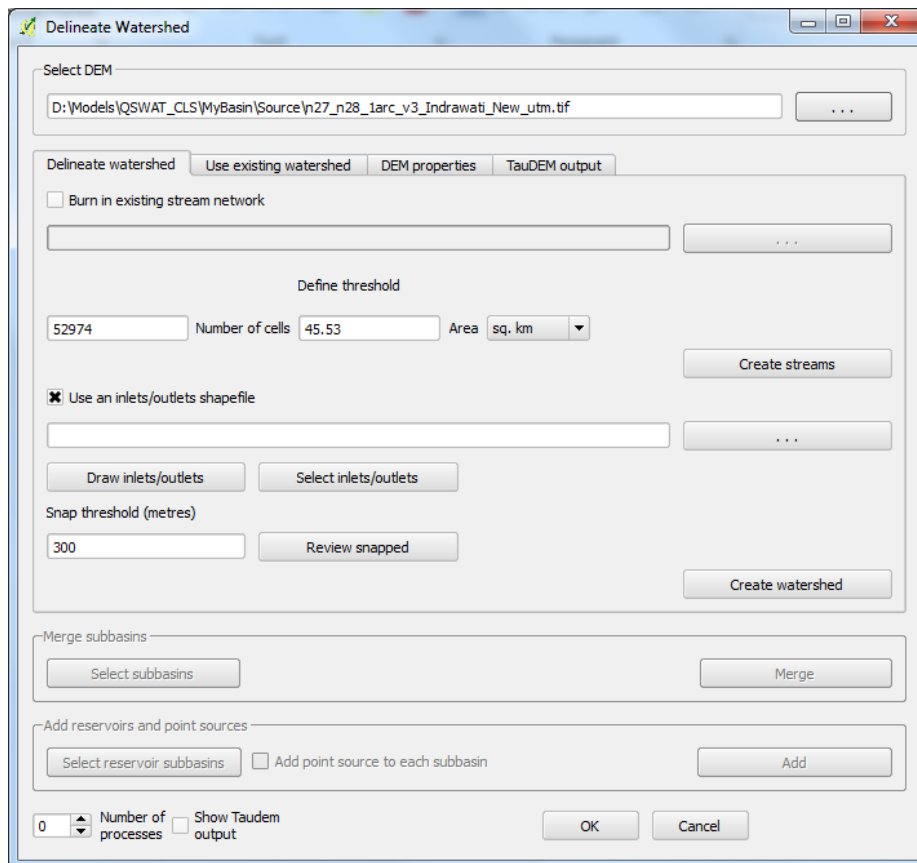 Delineate Watershed
Select DEM
D:\Models\QSWAT_CLS\MyBasin\Source\n27_n28_1arc_v3_Indrawati_New_utm.tif
. . .
Delineate watershed Use existing watershed DEM properties TauDEM output
Burn in existing stream network
. . .
Define threshold
52974 Number of cells 45.53 Area sq. km
Create streams
Use an inlets/outlets shapefile
. . .
Draw inlets/outlets Select inlets/outlets
Snap threshold (metres)
300 Review snapped
Create watershed
Merge subbasins
Select subbasins Merge
Add reservoirs and point sources
Select reservoir subbasins Add point source to each subbasin Add
0 Number of processes Show Taudem output OK Cancel